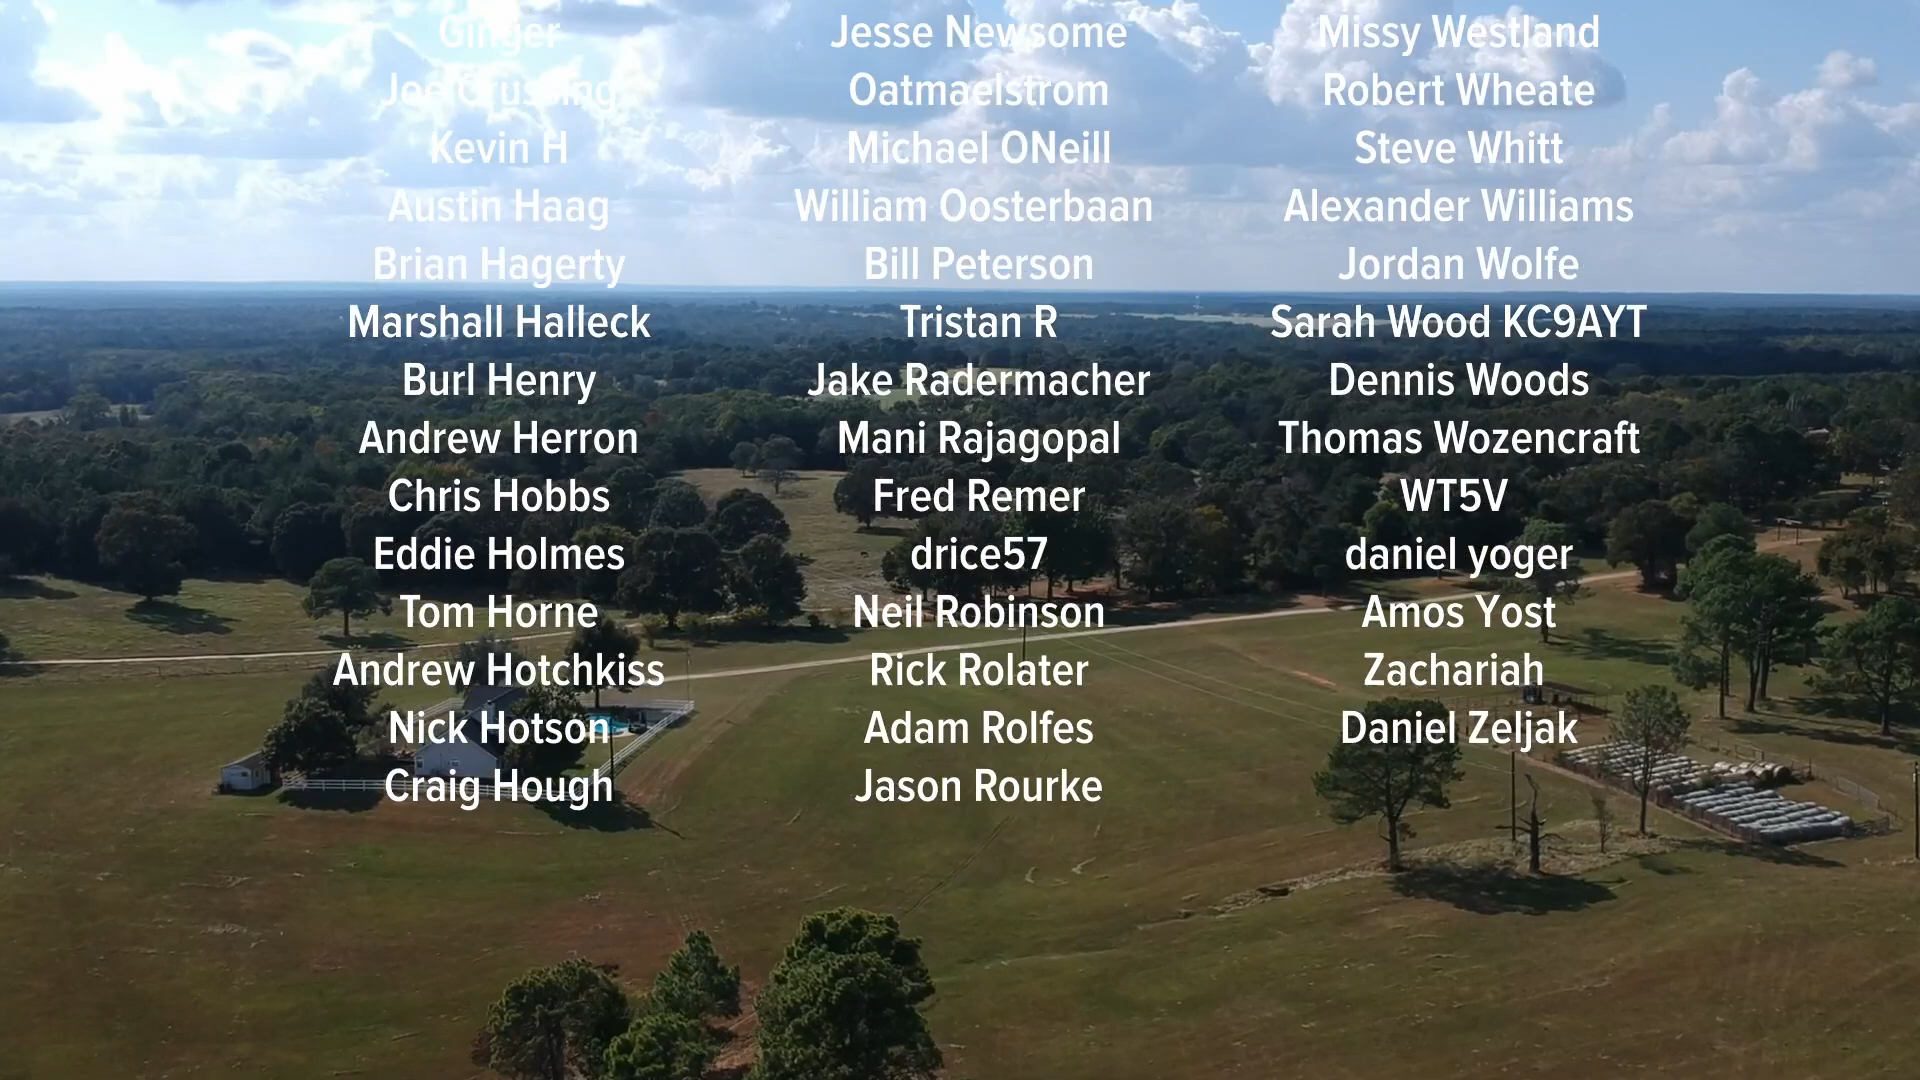 Ginger
Joe Crussing
Kevin H
Austin Haag
Brian Hagerty
Marshall Halleck
Burl Henry
Andrew Herron
Chris Hobbs
Eddie Holmes
Tom Horne
Andrew Hotchkiss
Nick Hotson
Craig Hough
Jesse Newsome
Oatmaelstrom
Michael ONeill
William Oosterbaan
Bill Peterson
Tristan R
Jake Radermacher
Mani Rajagopal
Fred Remer
drice57
Neil Robinson
Rick Rolater
Adam Rolfes
Jason Rourke
Missy Westland
Robert Wheate
Steve Whitt
Alexander Williams
Jordan Wolfe
Sarah Wood KC9AYT
Dennis Woods
Thomas Wozencraft
WT5V
daniel yoger
Amos Yost
Zachariah
Daniel Zeljak